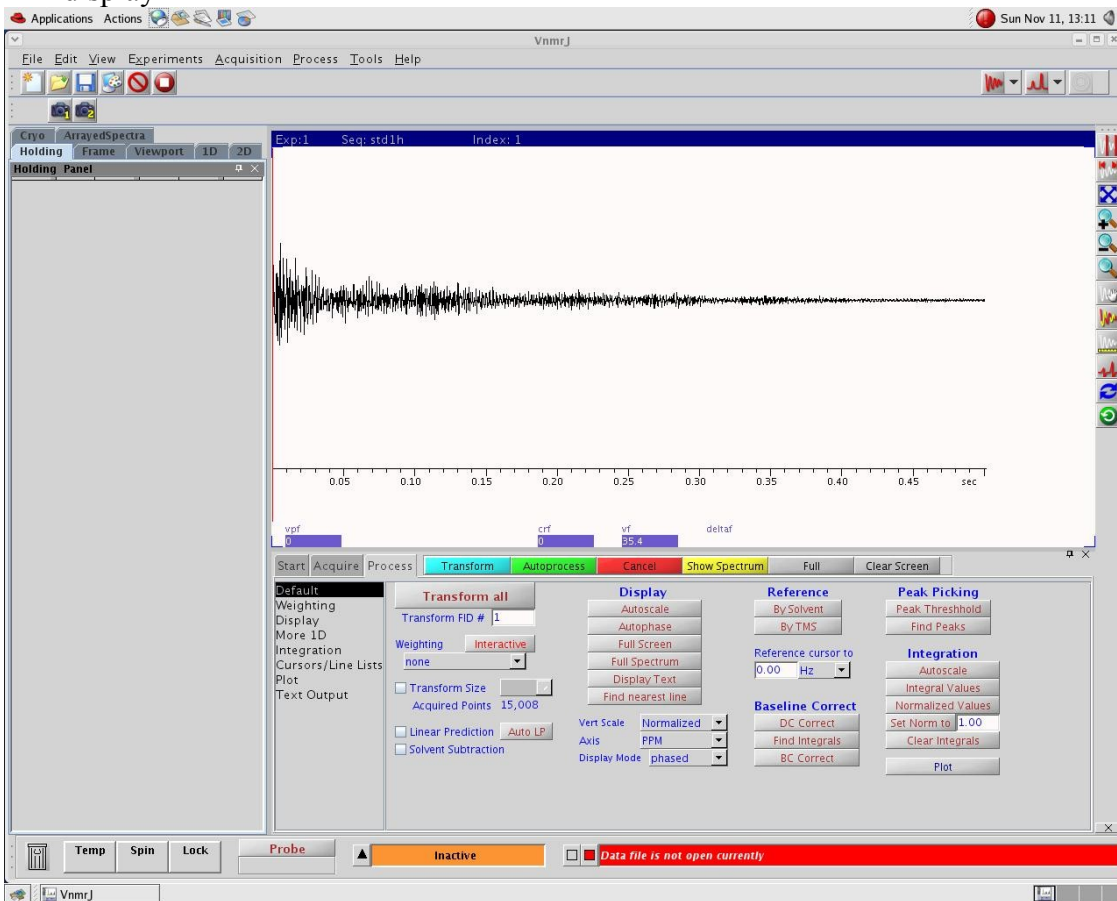 display
Applications Actions Sun Nov 11, 13:11
VnmrJ
File Edit View Experiments Acquisition Process Tools Help
1 2
Cryo ArrayedSpectra
Holding Frame Viewport 1D 2D
Holding Panel
Exp:1 Seq: std1h Index: 1
0.05 0.10 0.15 0.20 0.25 0.30 0.35 0.40 0.45 sec
vpf crf vf deltaf
0 0 35.4
Start Acquire Process Transform Autoprocess Cancel Show Spectrum Full Clear Screen
Default
Weighting
Display
More 1D
Integration
Cursors/Line Lists
Plot
Text Output
Transform all
Transform FID # 1
Weighting Interactive
none
Transform Size
Acquired Points 15,008
Linear Prediction Auto LP
Solvent Subtraction
Display
Autoscale
Autophase
Full Screen
Full Spectrum
Display Text
Find nearest line
Vert Scale Normalized
Axis PPM
Display Mode phased
Reference
By Solvent
By TMS
Reference cursor to
0.00 Hz
Baseline Correct
DC Correct
Find Integrals
BC Correct
Peak Picking
Peak Threshhold
Find Peaks
Integration
Autoscale
Integral Values
Normalized Values
Set Norm to 1.00
Clear Integrals
Plot
Temp Spin Lock Probe Inactive Data file is not open currently
VnmrJ